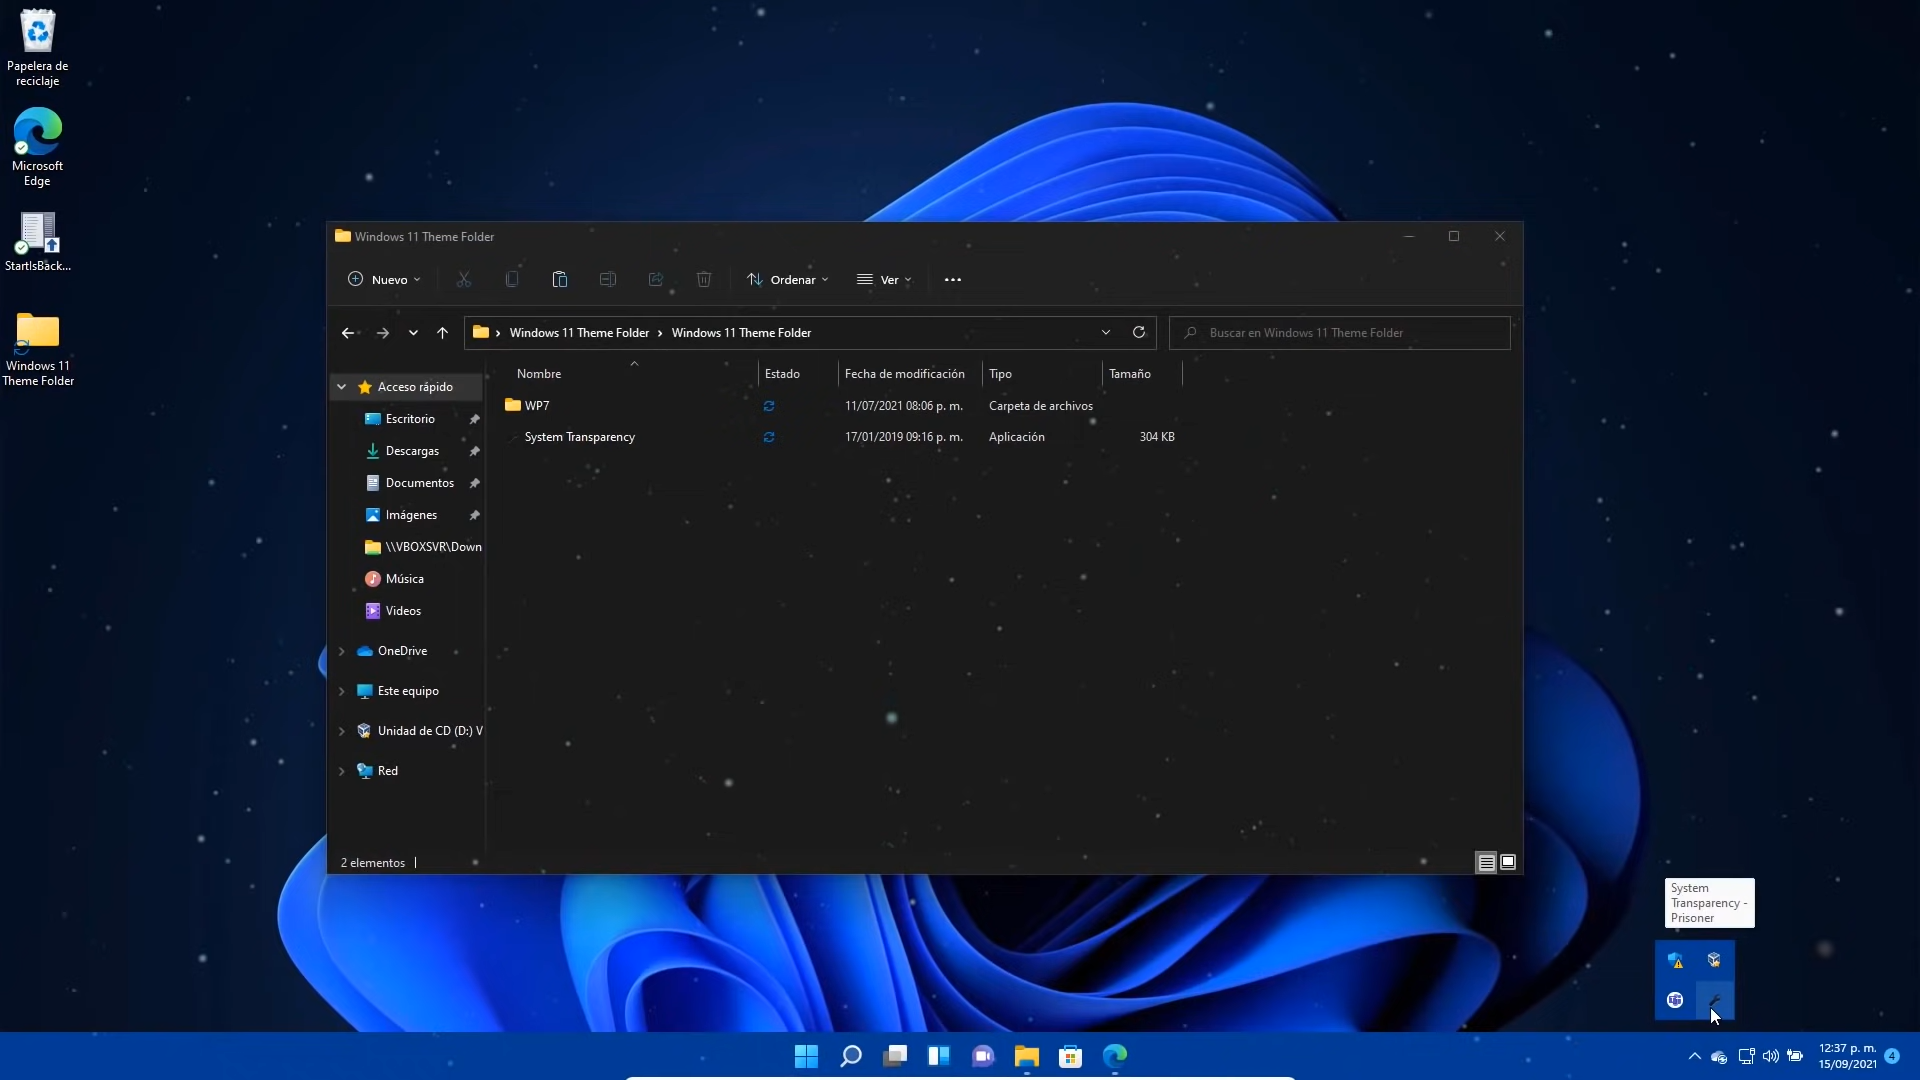 Papelera de
reciclaje
Microsoft
Edge
StartIsBack...
Windows 11
Theme Folder
Windows 11 Theme Folder
Nuevo
Ordenar
Ver
Windows 11 Theme Folder > Windows 11 Theme Folder
Buscar en Windows 11 Theme Folder
Nombre Estado Fecha de modificación Tipo Tamaño
WP7 11/07/2021 08:06 p. m. Carpeta de archivos
System Transparency 17/01/2019 09:16 p. m. Aplicación 304 KB
Acceso rápido
Escritorio
Descargas
Documentos
Imágenes
\\VBOXSVR\Down
Música
Videos
OneDrive
Este equipo
Unidad de CD (D:) V
Red
2 elementos
System
Transparency -
Prisoner
12:37 p. m.
15/09/2021
4